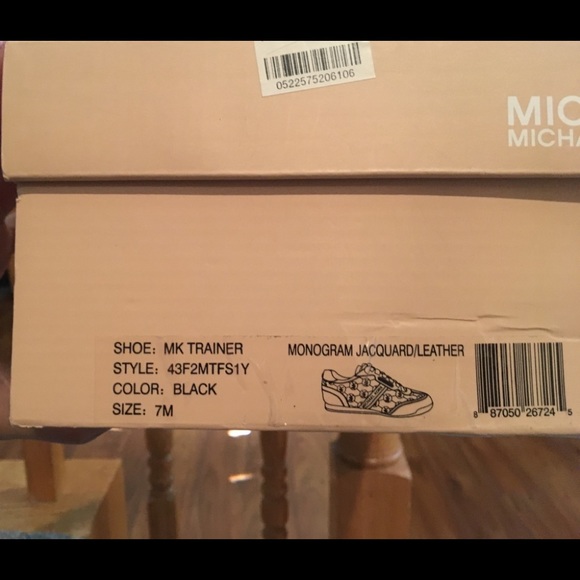 0522575206106
MIC
MICHA
SHOE: MK TRAINER
MONOGRAM JACQUARD/LEATHER
STYLE: 43F2MTFS1Y
COLOR: BLACK
SIZE: 7M
8 87050 26724 5